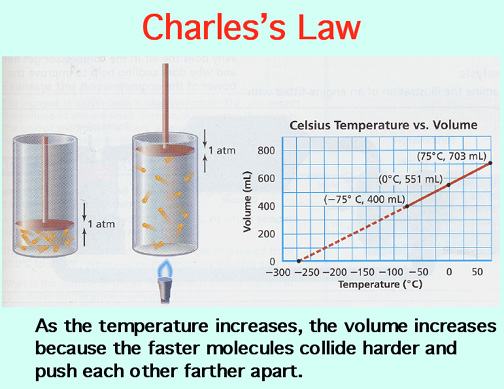 Charles's Law
1 atm
1 atm
Celsius Temperature vs. Volume
Volume (mL)
800
600
400
200
0
(75°C, 703 mL)
(0°C, 551 mL)
(−75° C, 400 mL)
−300 −250 −200 −150 −100 −50 0 50
Temperature (°C)
As the temperature increases, the volume increases
because the faster molecules collide harder and
push each other farther apart.